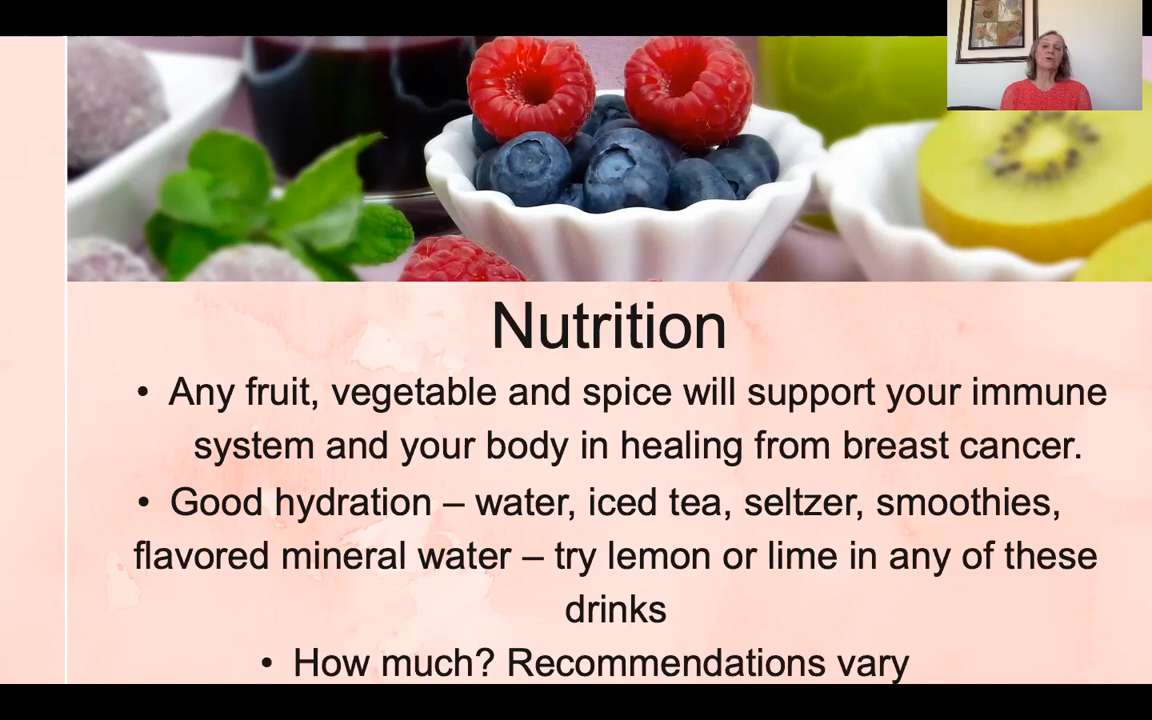 Nutrition
• Any fruit, vegetable and spice will support your immune
system and your body in healing from breast cancer.
• Good hydration – water, iced tea, seltzer, smoothies,
flavored mineral water – try lemon or lime in any of these
drinks
• How much? Recommendations vary